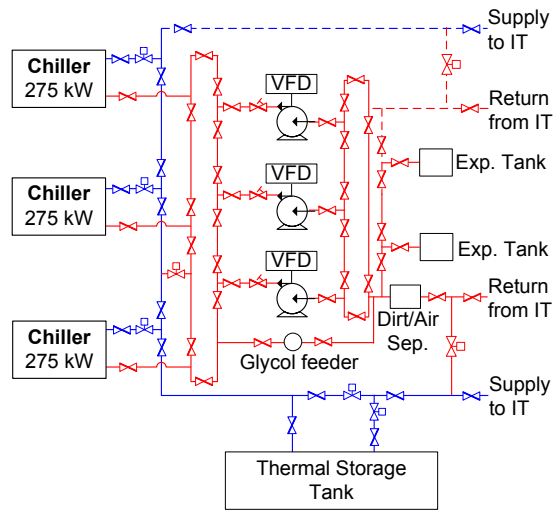 Supply
to IT
Chiller
275 kW
VFD
Return
from IT
Exp. Tank
Chiller
275 kW
VFD
Exp. Tank
VFD
Return
from IT
Dirt/Air
Sep.
Chiller
275 kW
Glycol feeder
Supply
to IT
Thermal Storage
Tank